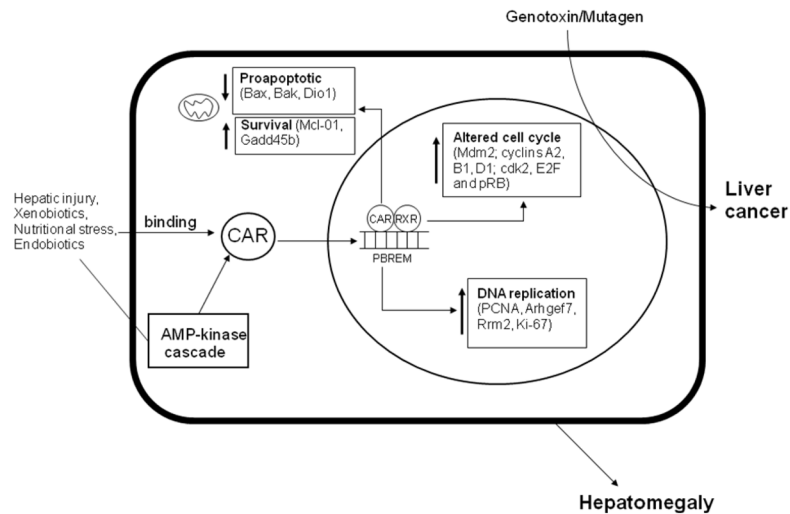 Genotoxin/Mutagen
Proapoptotic
(Bax, Bak, Dio1)
Survival (Mcl-01,
Gadd45b)
Altered cell cycle
(Mdm2; cyclins A2,
B1, D1; cdk2, E2F
and pRB)
Liver
cancer
Hepatic injury,
Xenobiotics,
Nutritional stress,
Endobiotics
binding
CAR
CAR RXR
PBREM
DNA replication
(PCNA, Arhgef7,
Rrm2, Ki-67)
AMP-kinase
cascade
Hepatomegaly